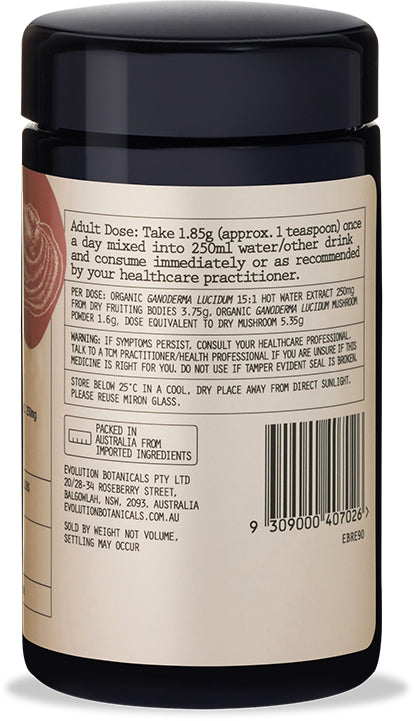 Adult Dose: Take 1.85g (approx. 1 teaspoon) once
a day mixed into 250ml water/other drink
and consume immediately or as recommended
by your healthcare practitioner.
PER DOSE: ORGANIC GANODERMA LUCIDUM 15:1 HOT WATER EXTRACT 250mg
FROM DRY FRUITING BODIES 3.75g, ORGANIC GANODERMA LUCIDUM MUSHROOM
POWDER 1.6g, DOSE EQUIVALENT TO DRY MUSHROOM 5.35g
WARNING: IF SYMPTOMS PERSIST, CONSULT YOUR HEALTHCARE PROFESSIONAL.
TALK TO A TCM PRACTITIONER/HEALTH PROFESSIONAL IF YOU ARE UNSURE IF THIS
MEDICINE IS RIGHT FOR YOU. DO NOT USE IF TAMPER EVIDENT SEAL IS BROKEN.
STORE BELOW 25°C IN A COOL, DRY PLACE AWAY FROM DIRECT SUNLIGHT.
PLEASE REUSE MIRON GLASS.
PACKED IN
AUSTRALIA FROM
IMPORTED INGREDIENTS
EVOLUTION BOTANICALS PTY LTD
20/28-34 ROSEBERRY STREET,
BALGOWLAH, NSW, 2093. AUSTRALIA
EVOLUTIONBOTANICALS.COM.AU
SOLD BY WEIGHT NOT VOLUME,
SETTLING MAY OCCUR
9 309000 407026 >
EBRE90